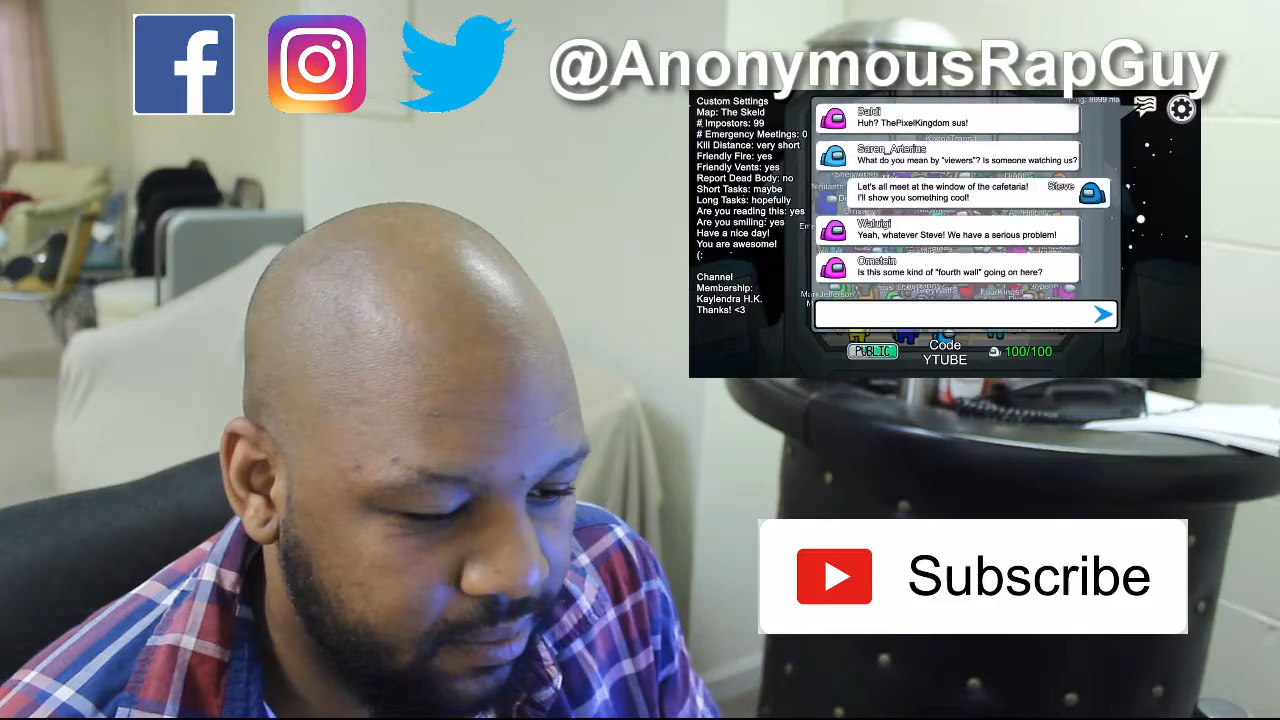 @AnonymousRapGuy
Custom Settings
Map: The Skeld
# Impostors: 99
# Emergency Meetings: 0
Kill Distance: very short
Friendly Fire: yes
Friendly Vents: yes
Report Dead Body: no
Short Tasks: maybe
Long Tasks: hopefully
Are you reading this: yes
Are you smiling: yes
Have a nice day!
You are awesome!
(:
Channel
Membership:
Kaylendra H.K.
Thanks! <3
Ping: 8999 ms
Baldi
Huh? ThePixelKingdom sus!
Saren_Arterius
What do you mean by "viewers"? Is someone watching us?
Steve
Let's all meet at the window of the cafetaria!
I'll show you something cool!
Waluigi
Yeah, whatever Steve! We have a serious problem!
Ornstein
Is this some kind of "fourth wall" going on here?
PUBLIC
Code
YTUBE
100/100
Subscribe